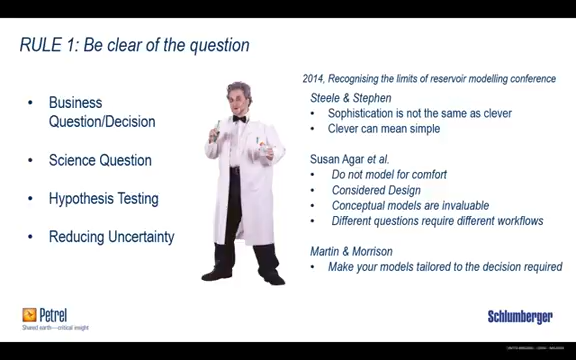 RULE 1: Be clear of the question
Business
Question/Decision
Science Question
Hypothesis Testing
Reducing Uncertainty
2014, Recognising the limits of reservoir modelling conference
Steele & Stephen
Sophistication is not the same as clever
Clever can mean simple
Susan Agar et al.
Do not model for comfort
Considered Design
Conceptual models are invaluable
Different questions require different workflows
Martin & Morrison
Make your models tailored to the decision required
Petrel
Shared earth–critical insight
Schlumberger